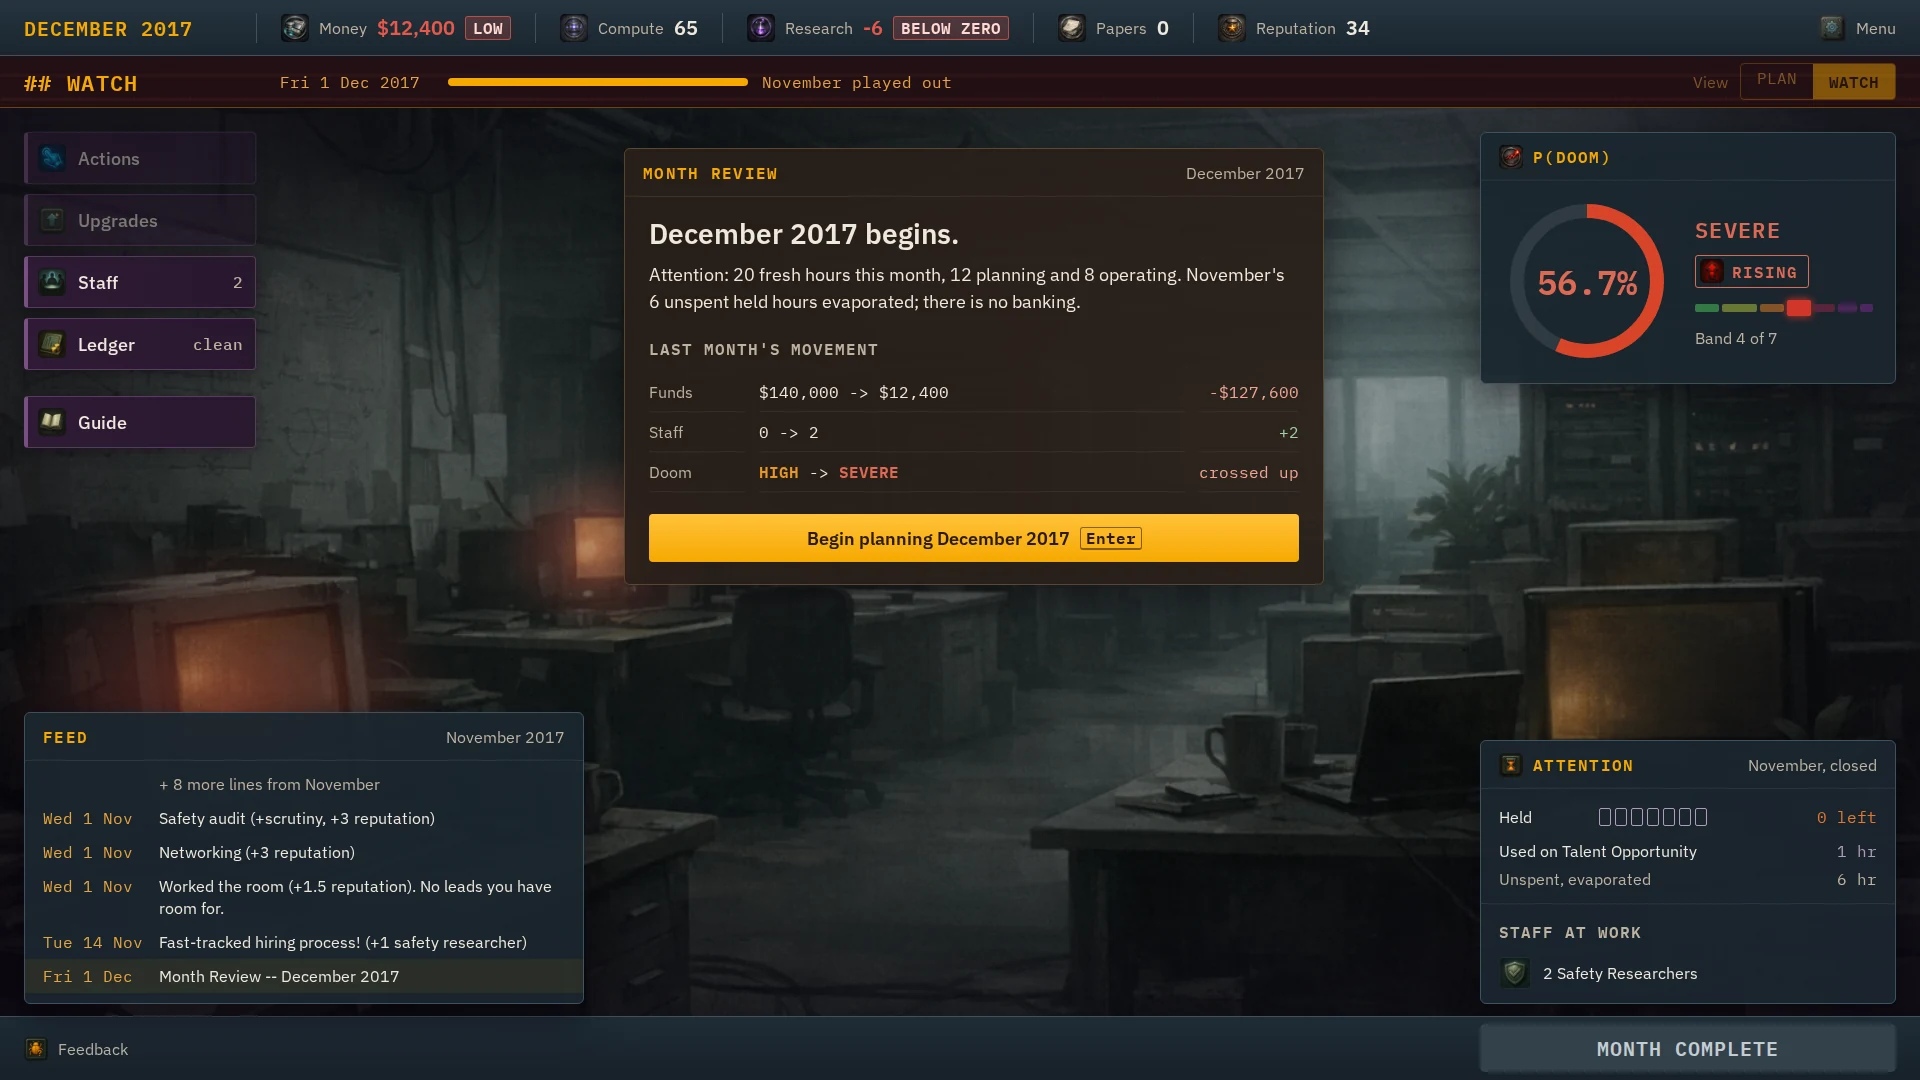 DECEMBER 2017
Money $12,400 LOW
Compute 65
Research -6 BELOW ZERO
Papers 0
Reputation 34
Menu
## WATCH
Fri 1 Dec 2017
November played out
View PLAN WATCH
Actions
Upgrades
Staff 2
Ledger clean
Guide
MONTH REVIEW December 2017
December 2017 begins.
Attention: 20 fresh hours this month, 12 planning and 8 operating. November's
6 unspent held hours evaporated; there is no banking.
LAST MONTH'S MOVEMENT
Funds $140,000 -> $12,400 -$127,600
Staff 0 -> 2 +2
Doom HIGH -> SEVERE crossed up
Begin planning December 2017 Enter
P(DOOM)
56.7%
SEVERE
RISING
Band 4 of 7
FEED November 2017
+ 8 more lines from November
Wed 1 Nov Safety audit (+scrutiny, +3 reputation)
Wed 1 Nov Networking (+3 reputation)
Wed 1 Nov Worked the room (+1.5 reputation). No leads you have
room for.
Tue 14 Nov Fast-tracked hiring process! (+1 safety researcher)
Fri 1 Dec Month Review -- December 2017
ATTENTION November, closed
Held 0 left
Used on Talent Opportunity 1 hr
Unspent, evaporated 6 hr
STAFF AT WORK
2 Safety Researchers
Feedback
MONTH COMPLETE